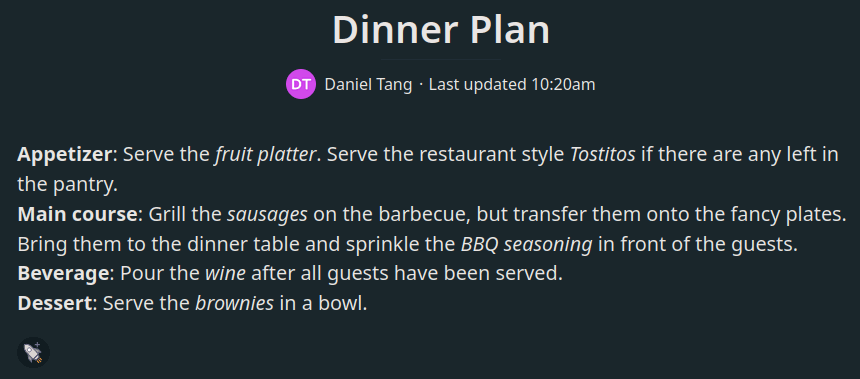 Dinner Plan
DT Daniel Tang · Last updated 10:20am
Appetizer: Serve the fruit platter. Serve the restaurant style Tostitos if there are any left in
the pantry.
Main course: Grill the sausages on the barbecue, but transfer them onto the fancy plates.
Bring them to the dinner table and sprinkle the BBQ seasoning in front of the guests.
Beverage: Pour the wine after all guests have been served.
Dessert: Serve the brownies in a bowl.